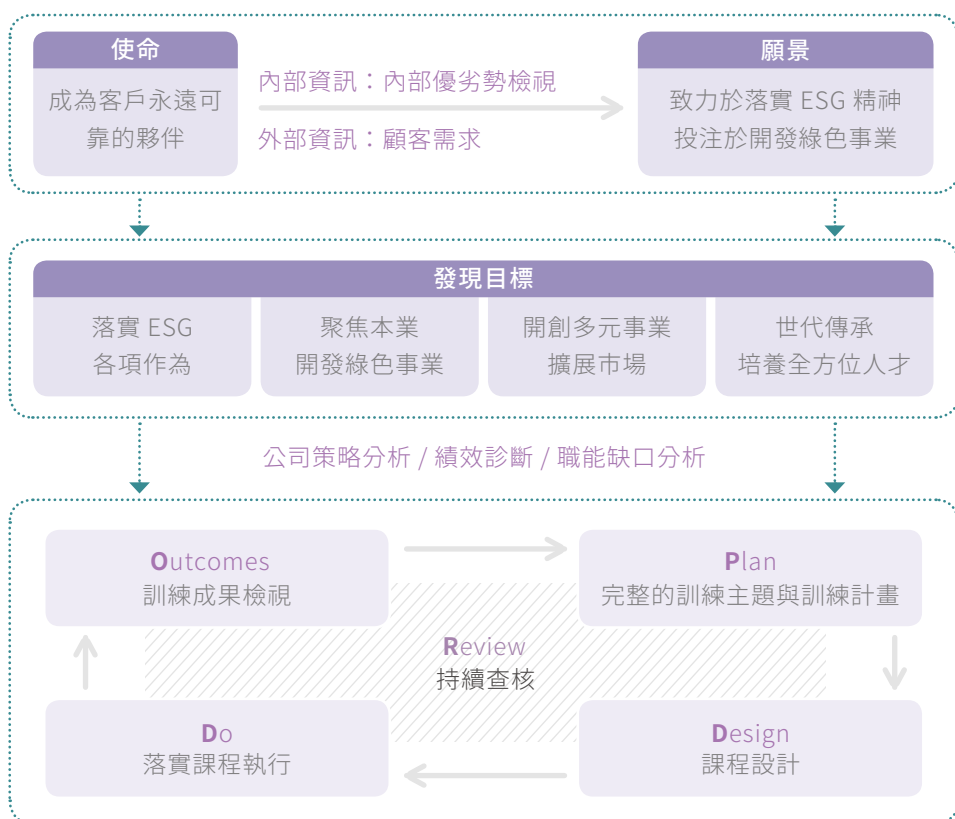 使命
成為客戶永遠可
靠的夥伴
內部資訊：內部優劣勢檢視
外部資訊：顧客需求
願景
致力於落實 ESG 精神
投注於開發綠色事業
發現目標
落實 ESG
各項作為
聚焦本業
開發綠色事業
開創多元事業
擴展市場
世代傳承
培養全方位人才
公司策略分析 / 績效診斷 / 職能缺口分析
Outcomes
訓練成果檢視
Plan
完整的訓練主題與訓練計畫
Review
持續查核
Do
落實課程執行
Design
課程設計